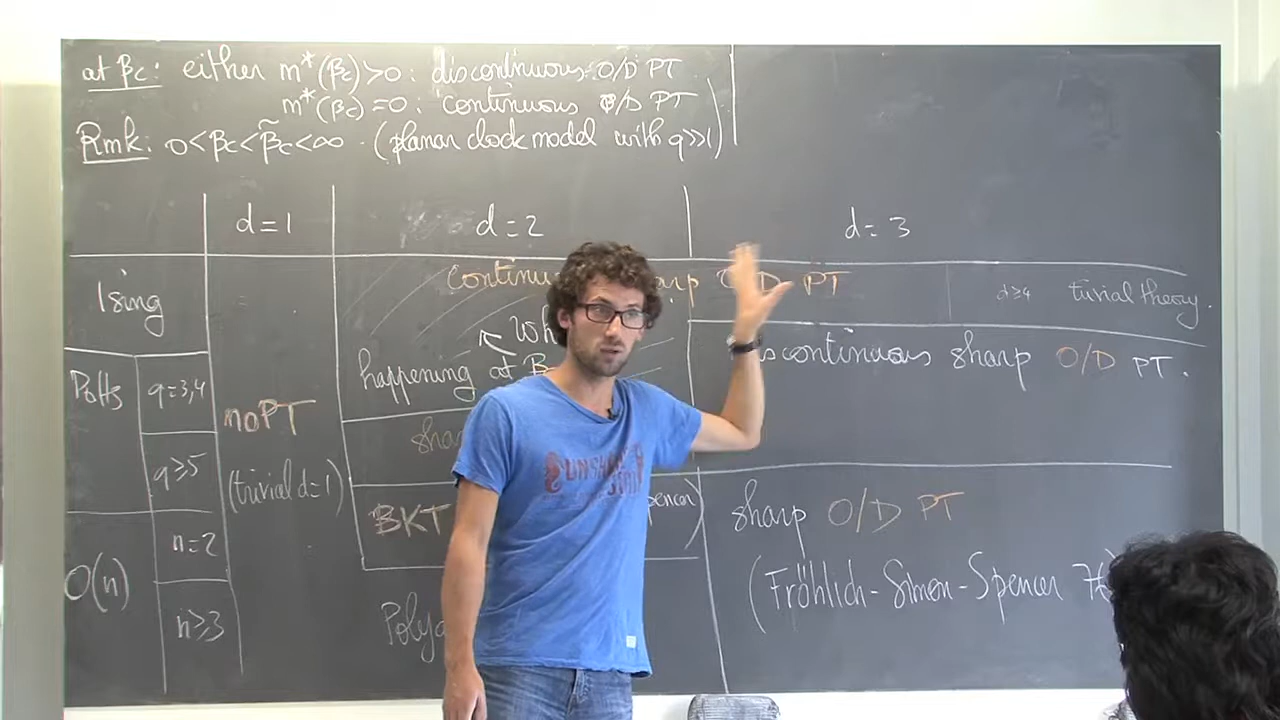 at βc: either m*(βc)>0: discontinuous O/D PT
m*(βc)=0: continuous O/D PT
Rmk: 0<βc<β̃c<∞ . (planar clock model with q≫1)
d=1 d=2 d=3
Ising sharp O/D PT d≥4 trivial theory.
happening at discontinuous sharp O/D PT.
Potts q=3,4 noPT
q≥5 (trivial d=1)
BKT sharp O/D PT
O(n) n=2 (Fröhlich-Simon-Spencer
n≥3